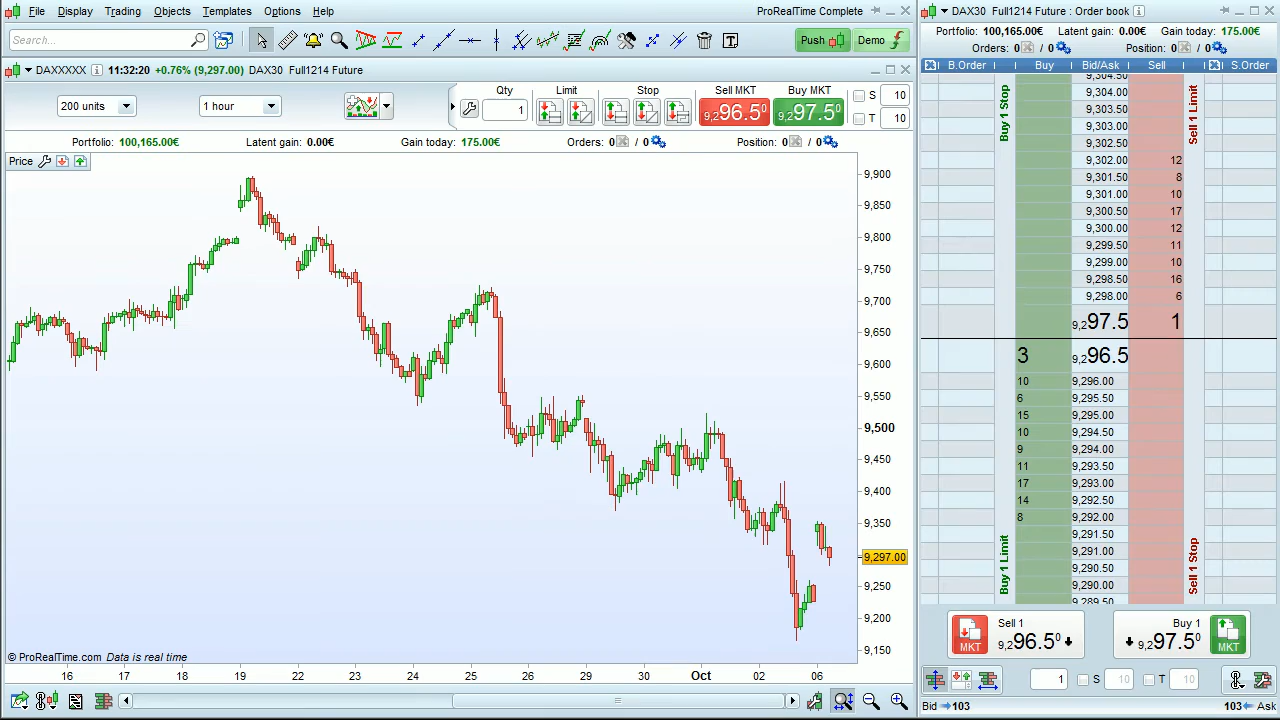 File Display Trading Objects Templates Options Help ProRealTime Complete
Search... Push Demo
DAXXXXX 11:32:20 +0.76% (9,297.00) DAX30 Full1214 Future
200 units 1 hour
Qty Limit Stop Sell MKT Buy MKT
1 9,296.5⁰ 9,297.5⁰
S 10
T 10
Portfolio: 100,165.00€ Latent gain: 0.00€ Gain today: 175.00€ Orders: 0 / 0 Position: 0 / 0
Price
9,900
9,850
9,800
9,750
9,700
9,650
9,600
9,550
9,500
9,450
9,400
9,350
9,297.00
9,250
9,200
9,150
© ProRealTime.com Data is real time
16 17 18 19 22 23 24 25 26 29 30 Oct 02 06
DAX30 Full1214 Future : Order book
Portfolio: 100,165.00€ Latent gain: 0.00€ Gain today: 175.00€
Orders: 0 / 0 Position: 0 / 0
B.Order Buy Bid/Ask Sell S.Order
Buy 1 Stop
Sell 1 Limit
9,304.50
9,304.00
9,303.50
9,303.00
9,302.50
9,302.00 12
9,301.50 8
9,301.00 10
9,300.50 17
9,300.00 12
9,299.50 11
9,299.00 10
9,298.50 16
9,298.00 6
9,297.5 1
3 9,296.5
10 9,296.00
6 9,295.50
15 9,295.00
10 9,294.50
9 9,294.00
11 9,293.50
17 9,293.00
14 9,292.50
8 9,292.00
9,291.50
9,291.00
9,290.50
9,290.00
9,289.50
Buy 1 Limit
Sell 1 Stop
Sell 1 Buy 1
MKT 9,296.5⁰ 9,297.5⁰ MKT
1 S 10 T 10
Bid 103 103 Ask